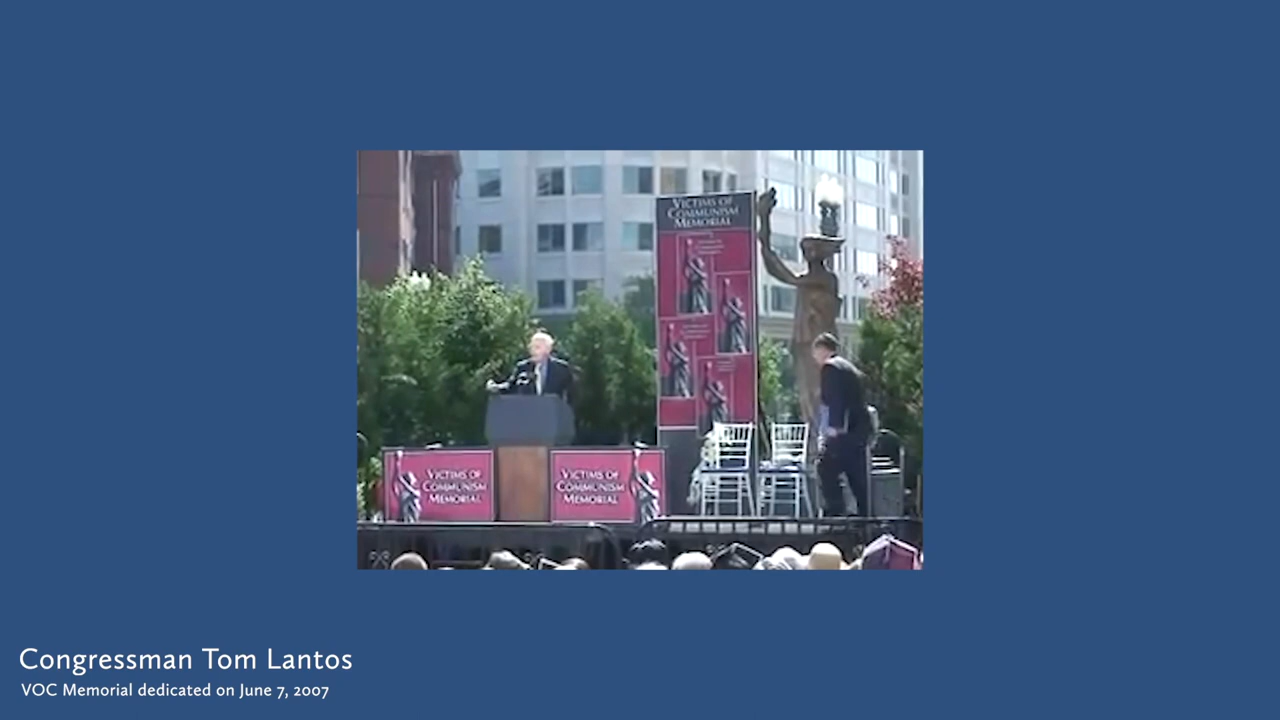 VICTIMS OF
COMMUNISM
MEMORIAL
VICTIMS OF
COMMUNISM
MEMORIAL
VICTIMS OF
COMMUNISM
MEMORIAL
Congressman Tom Lantos
VOC Memorial dedicated on June 7, 2007